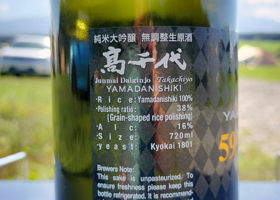 純米大吟醸 無調整生原酒
髙千代
Junmai Daiginjo Takachiyo
YAMADANISHIKI
・Rice: Yamadanishiki 100%
・Polishing ratio: 38%
(Grain-shaped rice polishing)
・Alc: 16%
・Size: 720ml
・yeast: Kyokai 1801
Brewers Note:
This sake is unpasteurized. To
ensure freshness please keep this
bottle refrigerated. It is recommend-
59